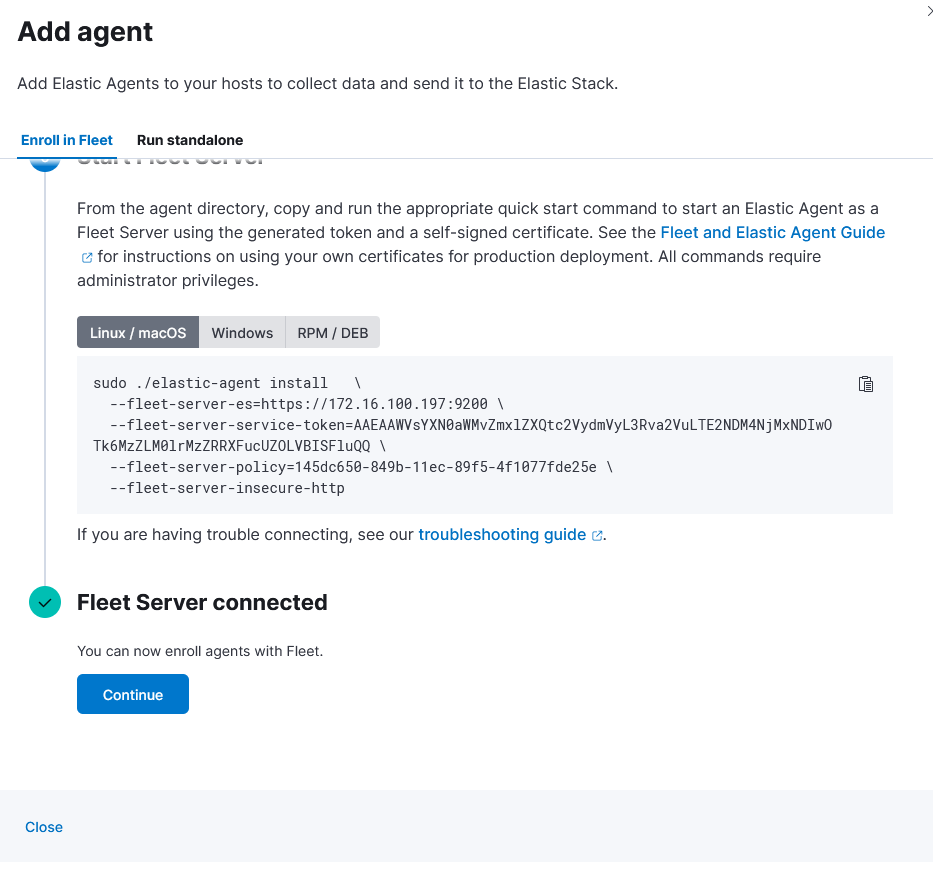 Add agent
Add Elastic Agents to your hosts to collect data and send it to the Elastic Stack.
Enroll in Fleet
Run standalone
Start Fleet Server
From the agent directory, copy and run the appropriate quick start command to start an Elastic Agent as a
Fleet Server using the generated token and a self-signed certificate. See the Fleet and Elastic Agent Guide
for instructions on using your own certificates for production deployment. All commands require
administrator privileges.
Linux / macOS
Windows
RPM / DEB
sudo ./elastic-agent install   \
  --fleet-server-es=https://172.16.100.197:9200 \
  --fleet-server-service-token=AAEAAWVsYXN0aWMvZmxlZXQtc2VydmVyL3Rva2VuLTE2NDM4NjMxNDIwO
Tk6MzZLM0lrMzZRRXFucUZOLVBISFluQQ \
  --fleet-server-policy=145dc650-849b-11ec-89f5-4f1077fde25e \
  --fleet-server-insecure-http
If you are having trouble connecting, see our troubleshooting guide.
Fleet Server connected
You can now enroll agents with Fleet.
Continue
Close